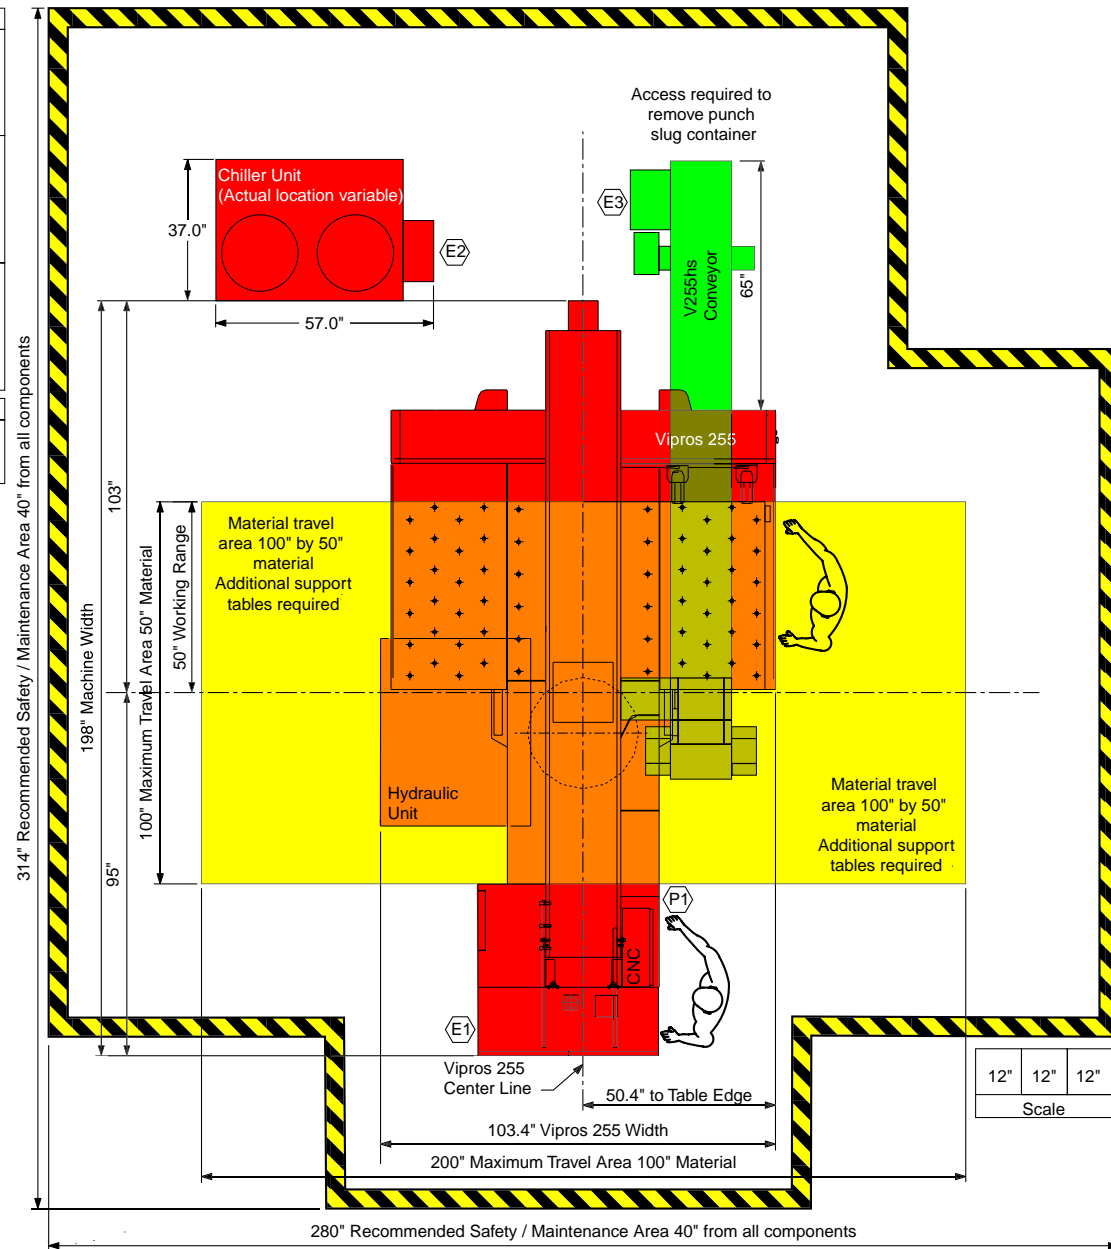 Access required to
remove punch
slug container
Chiller Unit
(Actual location variable)
37.0"
E2
57.0"
E3
V255hs
Conveyor
65"
Vipros 255
314" Recommended Safety / Maintenance Area 40" from all components
198" Machine Width
103"
95"
100" Maximum Travel Area 50" Material
50" Working Range
Material travel
area 100" by 50"
material
Additional support
tables required
Hydraulic
Unit
Material travel
area 100" by 50"
material
Additional support
tables required
P1
CNC
E1
Vipros 255
Center Line
50.4" to Table Edge
103.4" Vipros 255 Width
200" Maximum Travel Area 100" Material
280" Recommended Safety / Maintenance Area 40" from all components
12" 12" 12"
Scale